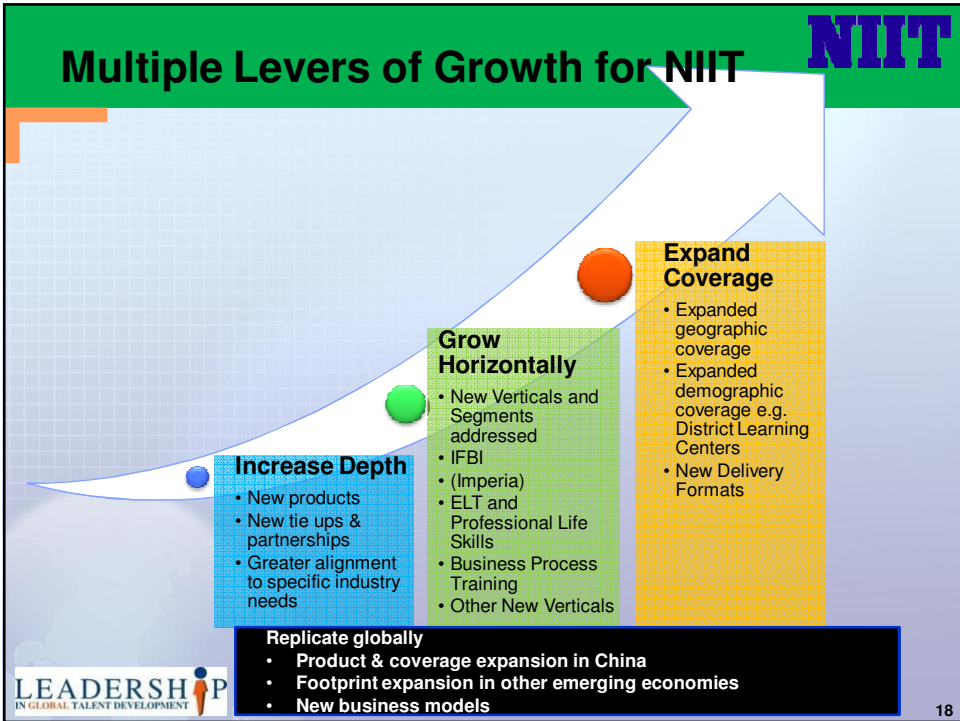 Multiple Levers of Growth for NIIT
NIIT
Increase Depth
• New products
• New tie ups &
partnerships
• Greater alignment
to specific industry
needs
Grow
Horizontally
• New Verticals and
Segments
addressed
• IFBI
• (Imperia)
• ELT and
Professional Life
Skills
• Business Process
Training
• Other New Verticals
Expand
Coverage
• Expanded
geographic
coverage
• Expanded
demographic
coverage e.g.
District Learning
Centers
• New Delivery
Formats
Replicate globally
• Product & coverage expansion in China
• Footprint expansion in other emerging economies
• New business models
LEADERSHIP
IN GLOBAL TALENT DEVELOPMENT
18